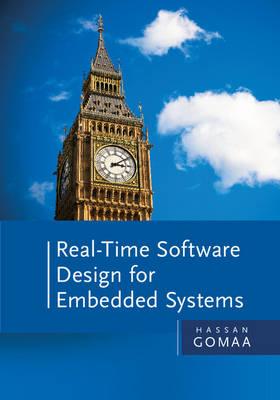 Real-Time Software
Design for
Embedded Systems
HASSAN
GOMAA